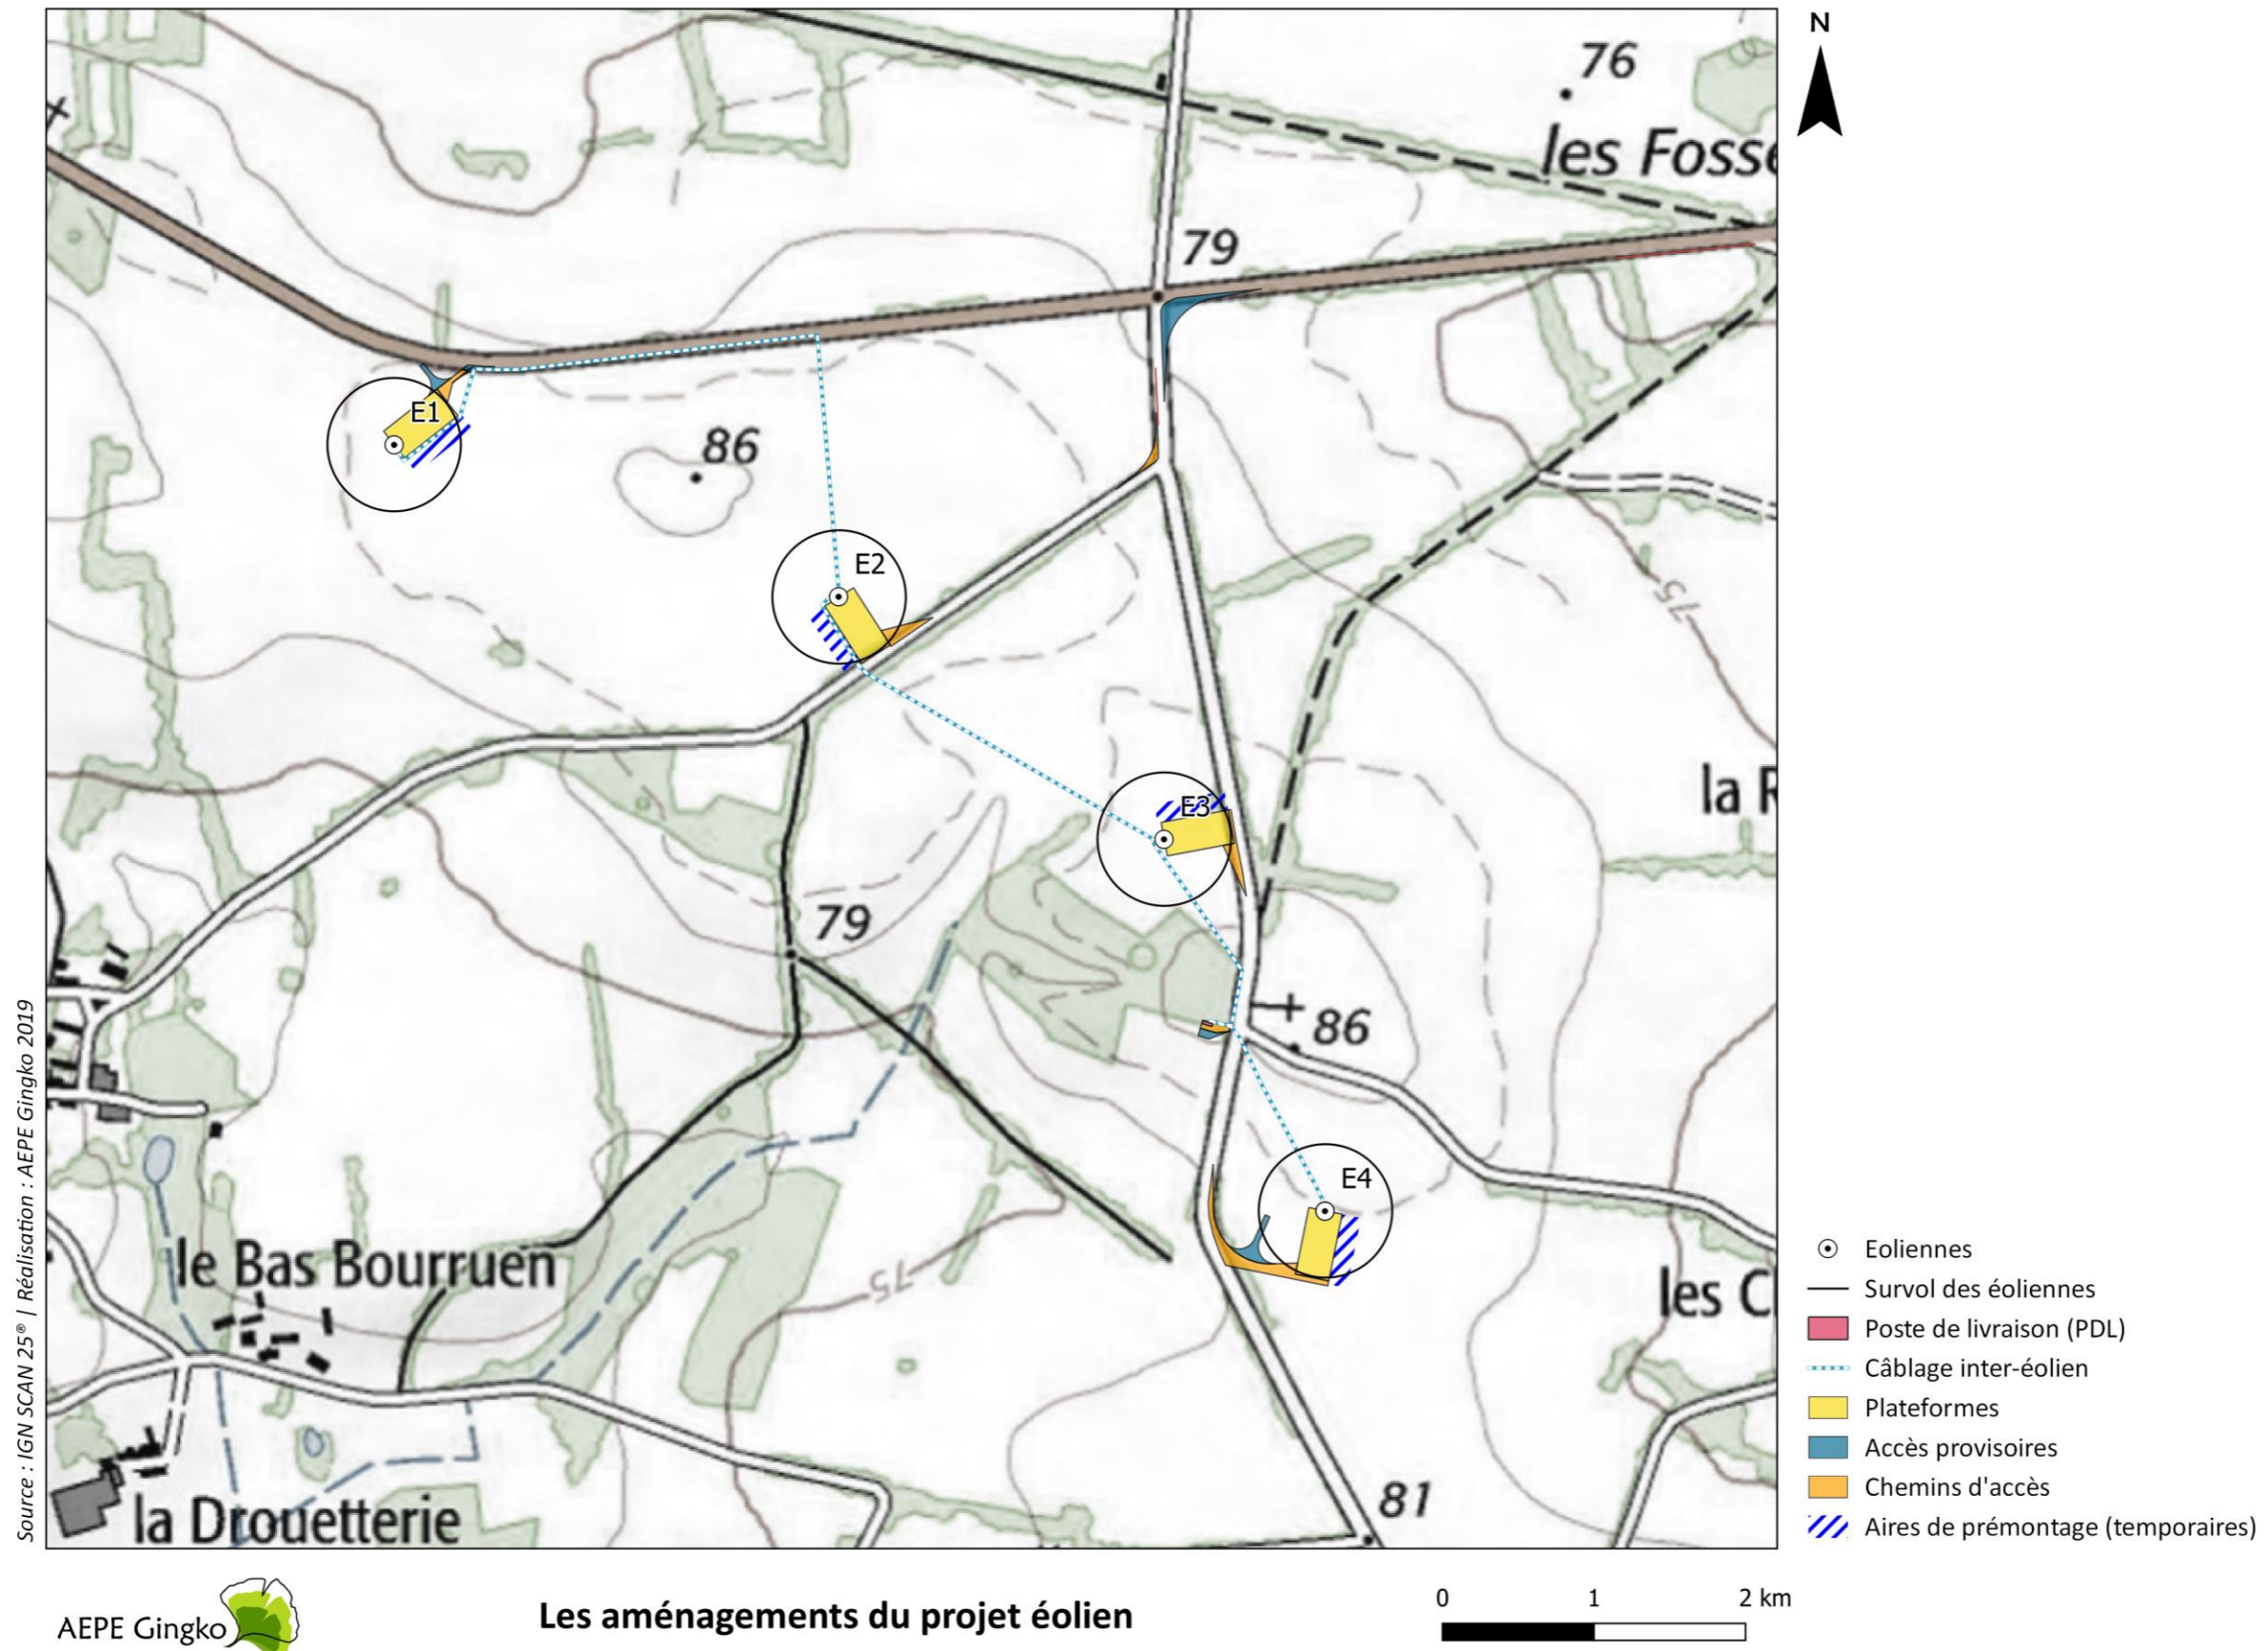 N
76
les Foss
79
E1
86
E2
75
la R
E3
79
86
E4
le Bas Bourruen
75
les C
81
la Drouetterie
Source : IGN SCAN 25® | Réalisation : AEPE Gingko 2019
Eoliennes
Survol des éoliennes
Poste de livraison (PDL)
Câblage inter-éolien
Plateformes
Accès provisoires
Chemins d'accès
Aires de prémontage (temporaires)
AEPE Gingko
Les aménagements du projet éolien
0 1 2 km